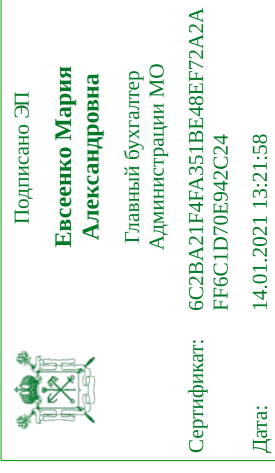 Подписано ЭП
Евсеенко Мария
Александровна
Главный бухгалтер
Администрации МО
Сертификат: 6C2BA21F4FA351BE48EF72A2A
FF6C1D70E942C24
Дата: 14.01.2021 13:21:58